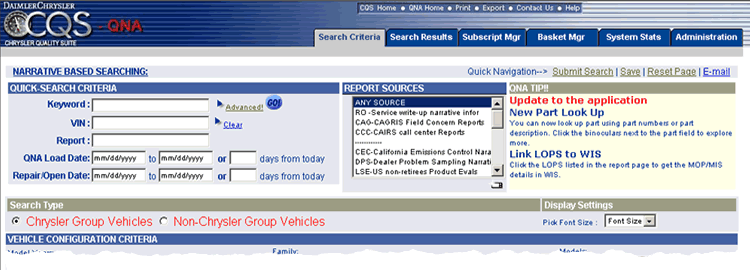 DAIMLERCHRYSLER
CQS - QNA
CHRYSLER QUALITY SUITE
CQS Home QNA Home Print Export Contact Us Help
Search Criteria Search Results Subscript Mgr Basket Mgr System Stats Administration
NARRATIVE BASED SEARCHING:
Quick Navigation--> Submit Search | Save | Reset Page | E-mail
QUICK-SEARCH CRITERIA
Keyword : Advanced! GO!
VIN : Clear
Report :
QNA Load Date: mm/dd/yyyy to mm/dd/yyyy or days from today
Repair/Open Date: mm/dd/yyyy to mm/dd/yyyy or days from today
REPORT SOURCES
ANY SOURCE
RO -Service write-up narrative infor
CAG-CAGRIS Field Concern Reports
CCC-CAIRS call center Reports
------------
CEC-California Emissions Control Narra
DPS-Dealer Problem Sampling Narrati
LSE-US non-retirees Product Evals
QNA TIP!!
Update to the application
New Part Look Up
You can now look up part using part numbers or part
description. Click the binoculars next to the part field to explore
more.
Link LOPS to WIS
Click the LOPS listed in the report page to get the MOP/MIS
details in WIS.
Search Type
Chrysler Group Vehicles Non-Chrysler Group Vehicles
Display Settings
Pick Font Size : Font Size
VEHICLE CONFIGURATION CRITERIA
Family: